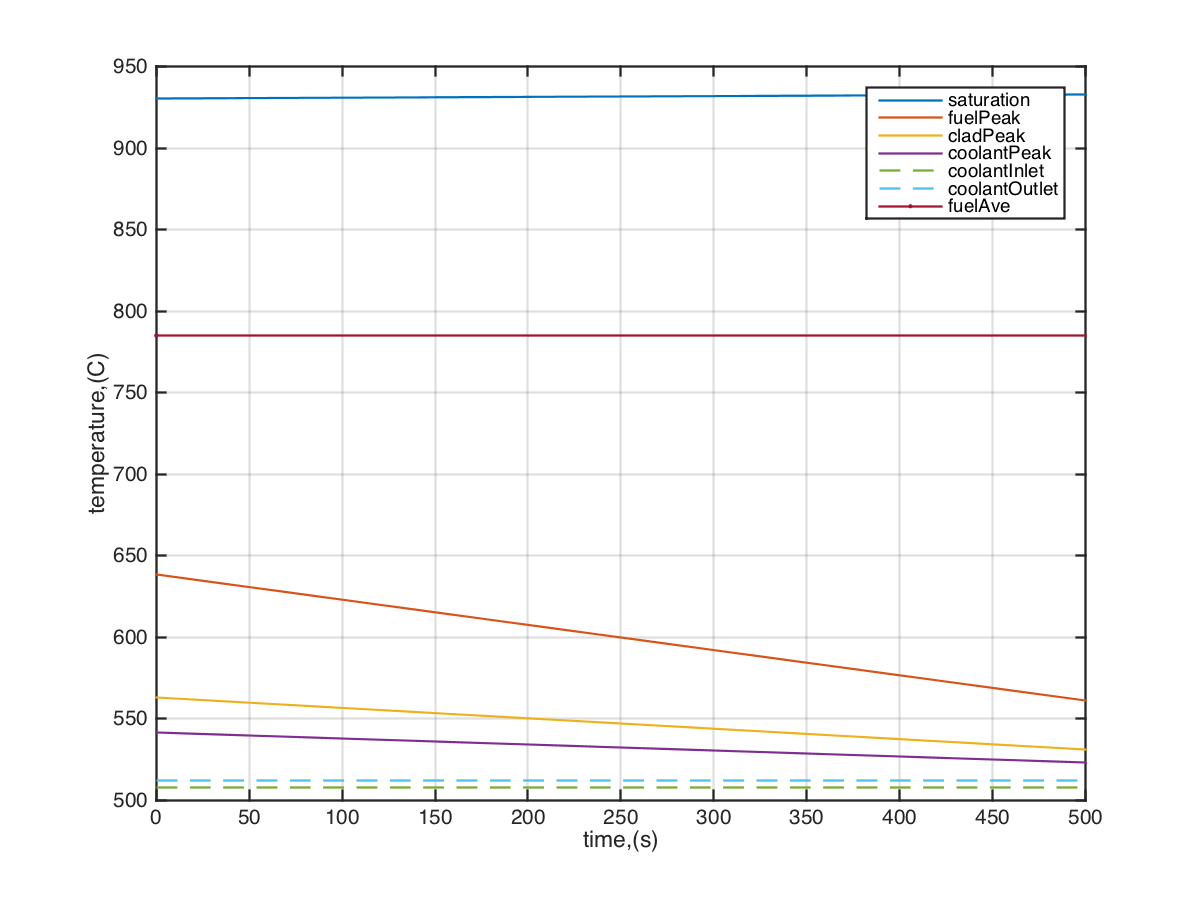 950
900
850
800
750
700
650
600
550
500
temperature,(C)
saturation
fuelPeak
cladPeak
coolantPeak
coolantInlet
coolantOutlet
fuelAve
0 50 100 150 200 250 300 350 400 450 500
time,(s)